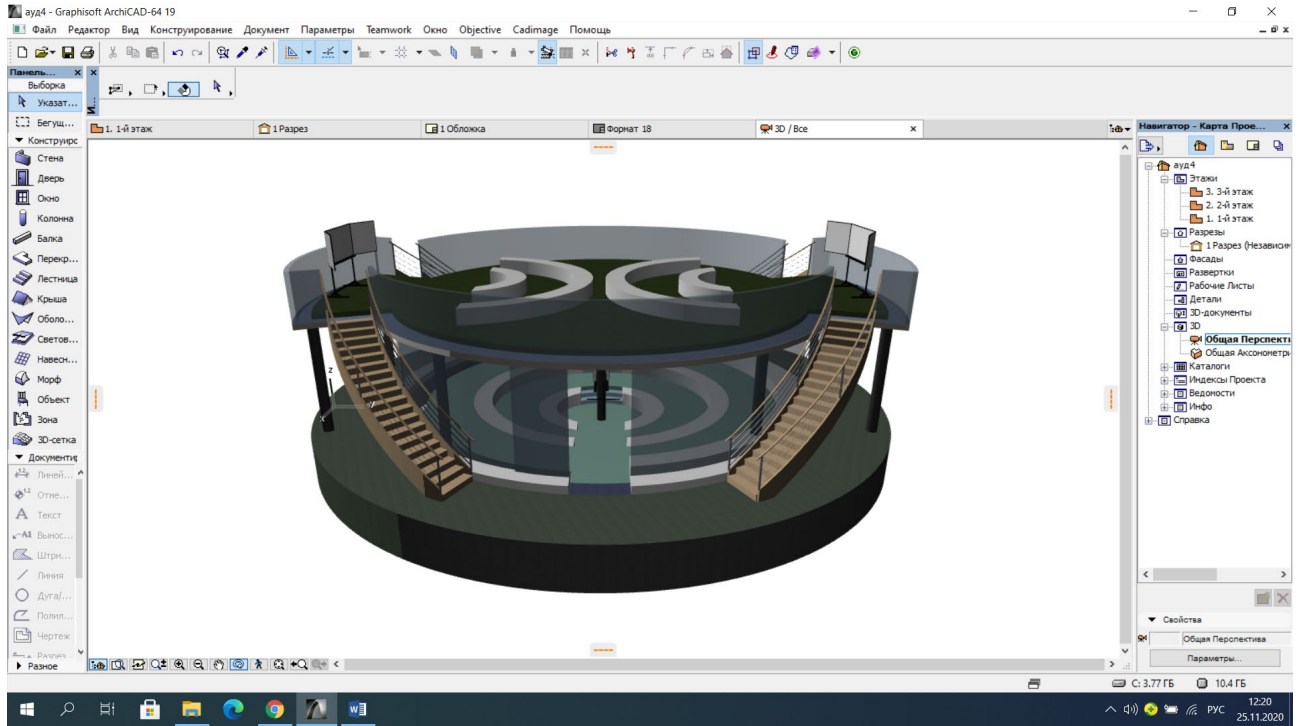 ауд4 - Graphisoft ArchiCAD-64 19
Файл Редактор Вид Конструирование Документ Параметры Teamwork Окно Objective Cadimage Помощь
Панель...
Выборка
Указат...
Бегущ...
Конструирс
Стена
Дверь
Окно
Колонна
Балка
Перекр...
Лестница
Крыша
Оболо...
Светов...
Навесн...
Морф
Объект
Зона
3D-сетка
Документир
Линей...
Отме...
Текст
Вынос...
Штри...
Линия
Дуга/...
Полил...
Чертеж
Разрез
Разное
1. 1-й этаж
1 Разрез
1 Обложка
Формат 18
3D / Все
z
y
x
Навигатор - Карта Прое...
ауд4
Этажи
3. 3-й этаж
2. 2-й этаж
1. 1-й этаж
Разрезы
1 Разрез (Независим
Фасады
Развертки
Рабочие Листы
Детали
3D-документы
3D
Общая Перспекти
Общая Аксонометри
Каталоги
Индексы Проекта
Ведомости
Инфо
Справка
Свойства
Общая Перспектива
Параметры...
C: 3.77 ГБ
10.4 ГБ
РУС
12:20
25.11.2020